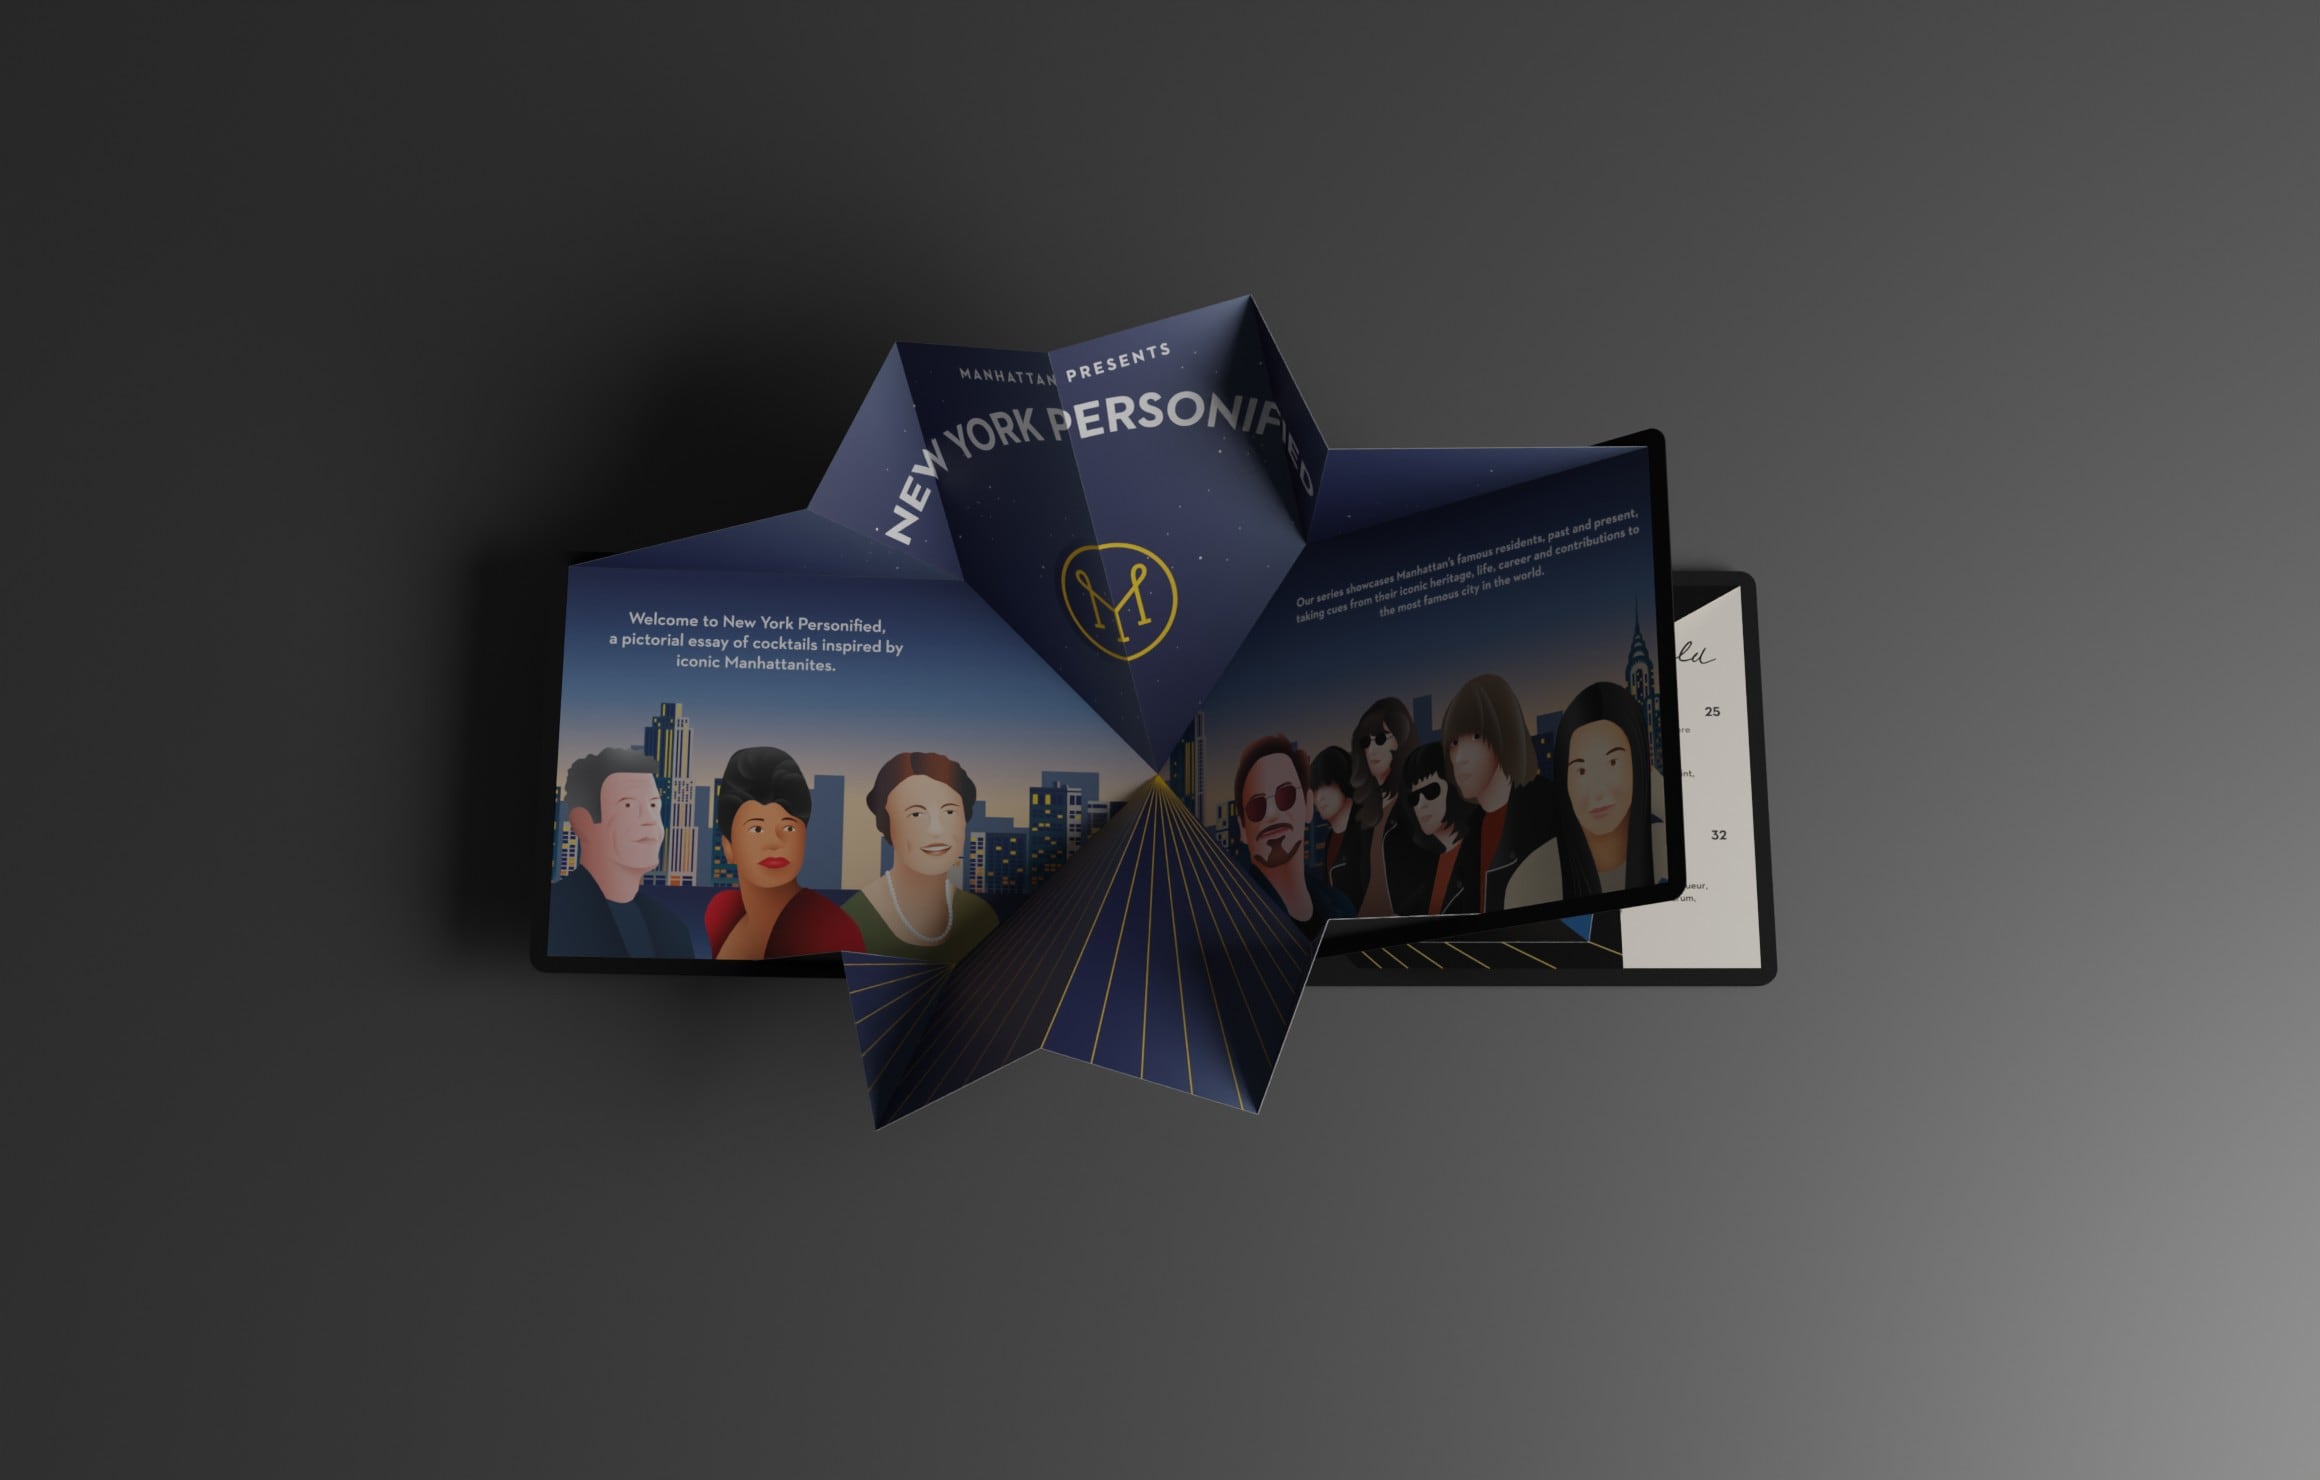 MANHATTAN PRESENTS
NEW YORK PERSONIFIED
M
Welcome to New York Personified,
a pictorial essay of cocktails inspired by
iconic Manhattanites.
Our series showcases Manhattan's famous residents, past and present,
taking cues from their iconic heritage, life, career and contributions to
the most famous city in the world.
25
32